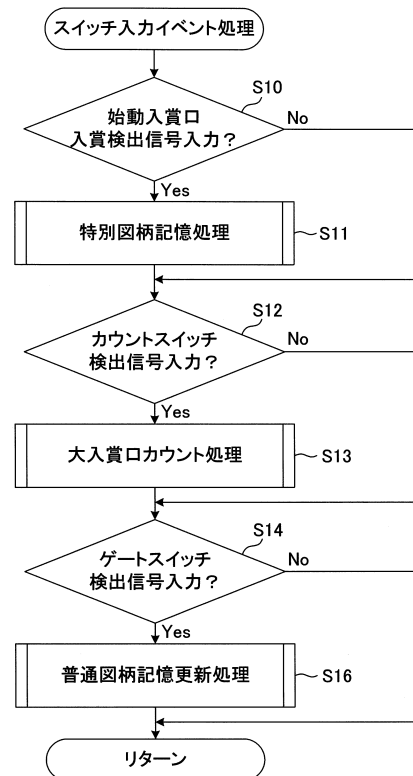 スイッチ入力イベント処理
S10
始動入賞口
入賞検出信号入力？
No
Yes
特別図柄記憶処理
S11
S12
カウントスイッチ
検出信号入力？
No
Yes
大入賞口カウント処理
S13
S14
ゲートスイッチ
検出信号入力？
No
Yes
普通図柄記憶更新処理
S16
リターン